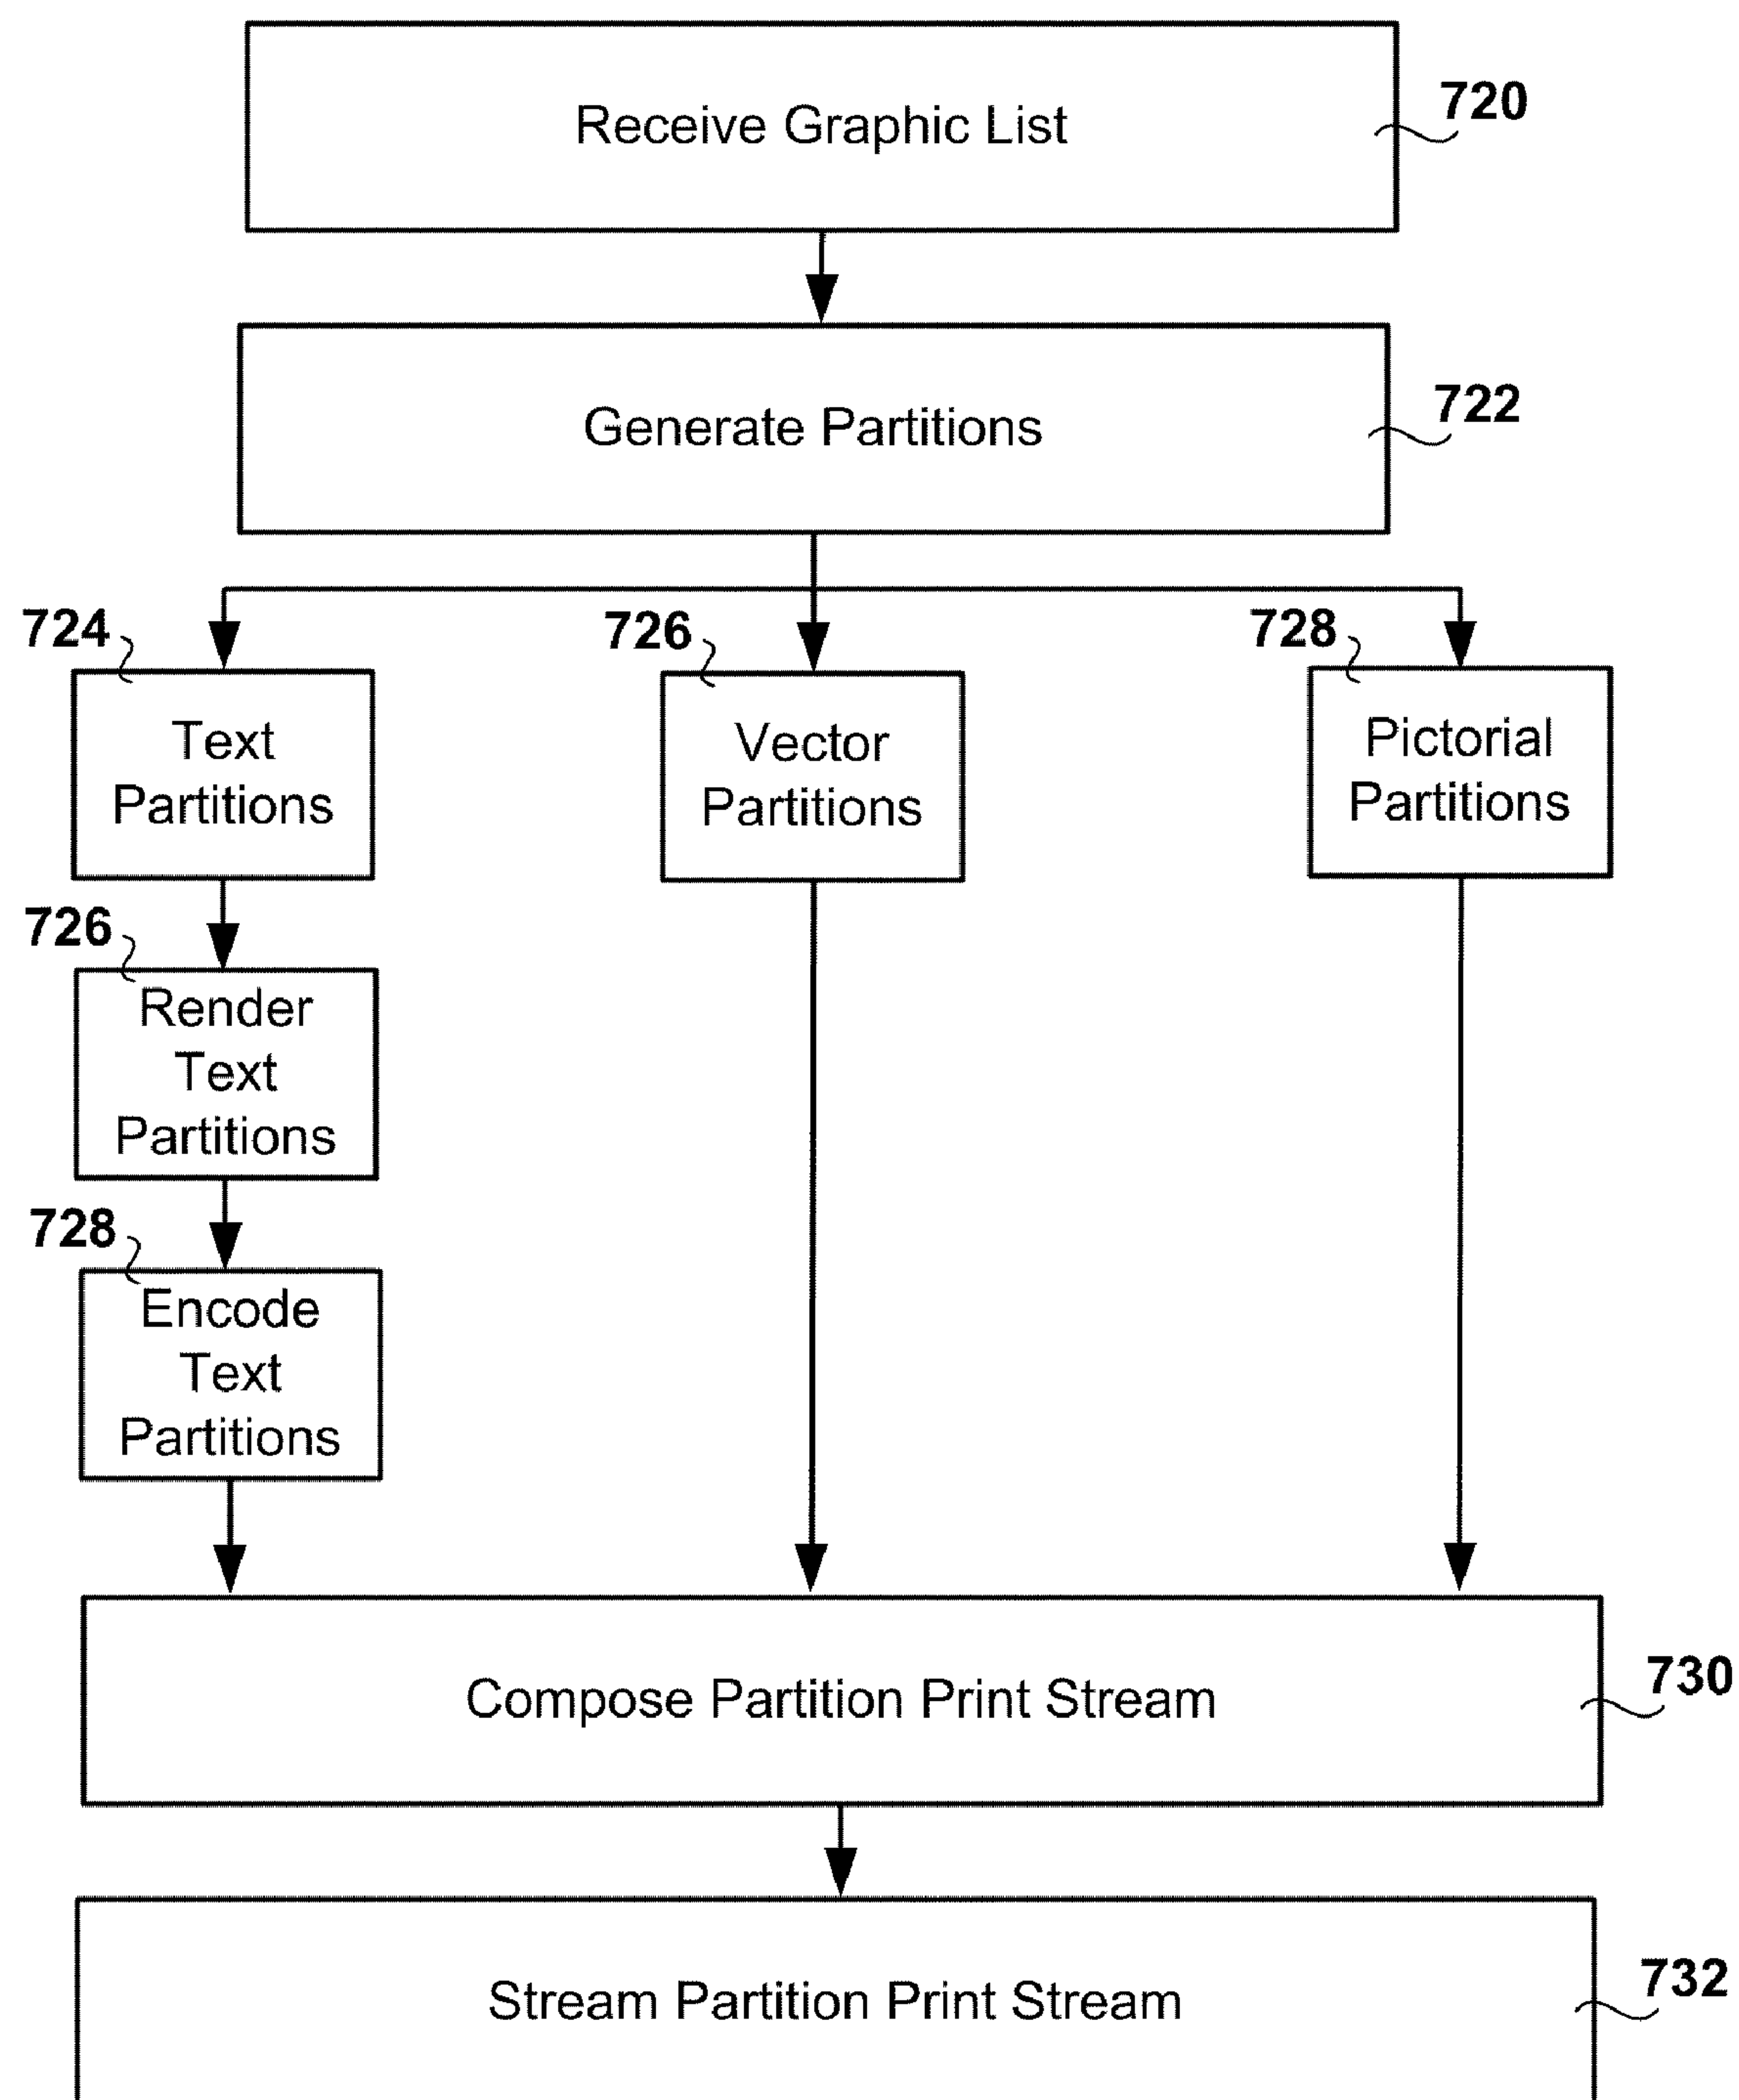 Receive Graphic List
720
Generate Partitions
722
724
726
728
Text
Partitions
Vector
Partitions
Pictorial
Partitions
726
Render
Text
Partitions
728
Encode
Text
Partitions
Compose Partition Print Stream
730
Stream Partition Print Stream
732